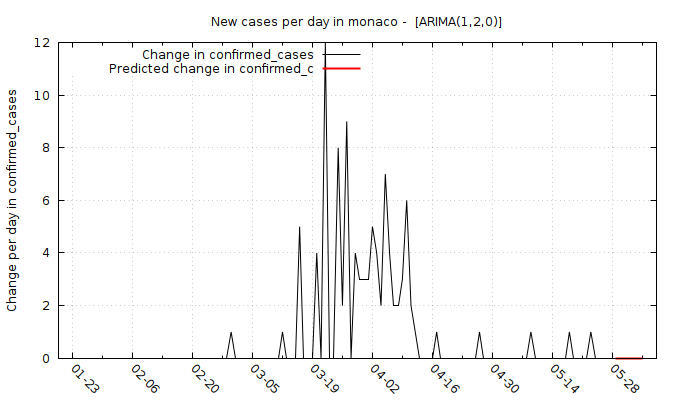 New cases per day in monaco -  [ARIMA(1,2,0)]
Change in confirmed_cases
Predicted change in confirmed_c
Change per day in confirmed_cases
12
10
8
6
4
2
0
01-23 02-06 02-20 03-05 03-19 04-02 04-16 04-30 05-14 05-28